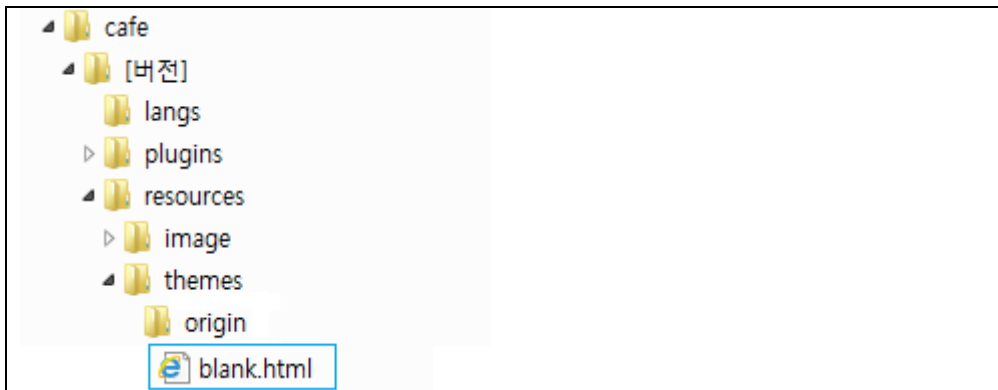 cafe
[버전]
langs
plugins
resources
image
themes
origin
blank.html